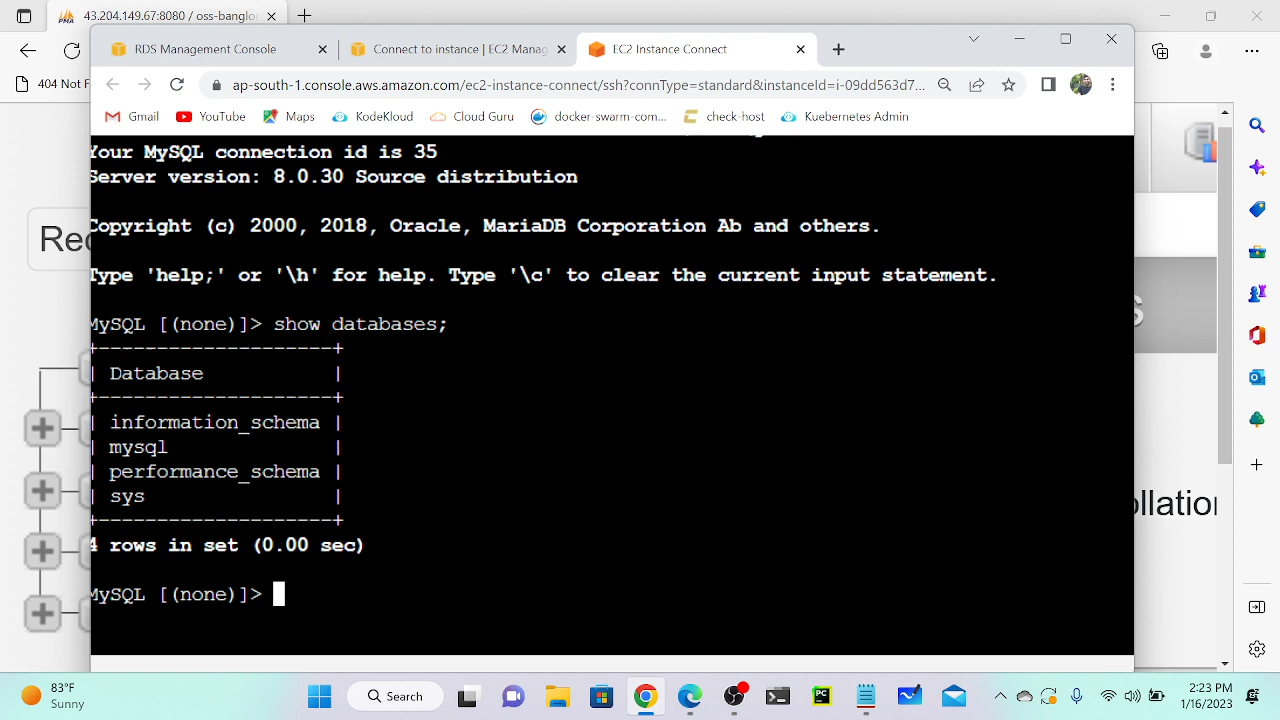 43.204.149.67:8080 / oss-banglo
404 Not F
Rec
RDS Management Console
Connect to instance | EC2 Manag
EC2 Instance Connect
ap-south-1.console.aws.amazon.com/ec2-instance-connect/ssh?connType=standard&instanceId=i-09dd563d7...
Gmail
YouTube
Maps
KodeKloud
Cloud Guru
docker-swarm-com...
check-host
Kuebernetes Admin
Your MySQL connection id is 35
Server version: 8.0.30 Source distribution
Copyright (c) 2000, 2018, Oracle, MariaDB Corporation Ab and others.
Type 'help;' or '\h' for help. Type '\c' to clear the current input statement.
MySQL [(none)]> show databases;
+--------------------+
| Database           |
+--------------------+
| information_schema |
| mysql              |
| performance_schema |
| sys                |
+--------------------+
4 rows in set (0.00 sec)
MySQL [(none)]>
ollation
83°F
Sunny
Search
2:23 PM
1/16/2023